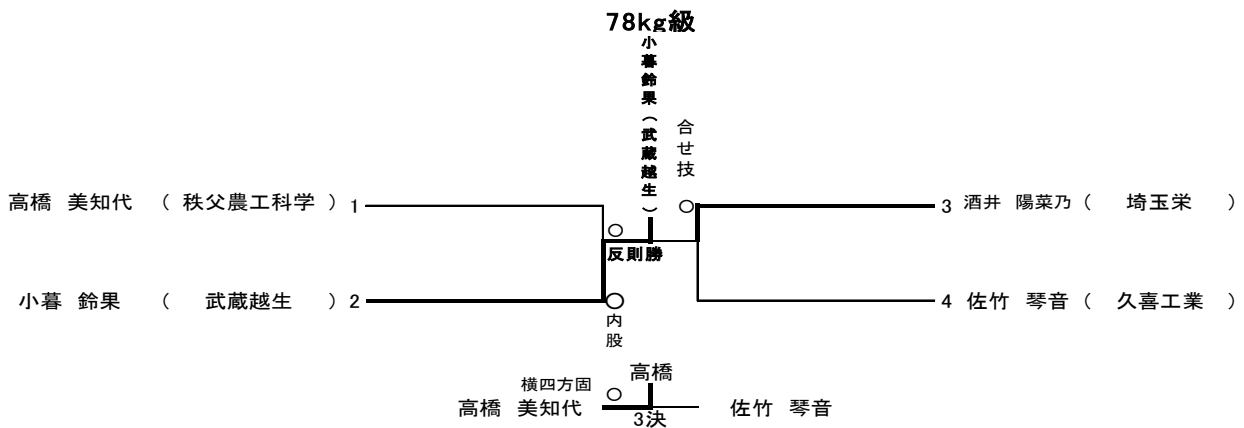 78kg級
小暮鈴果(武蔵越生)
合せ技
高橋 美知代 ( 秩父農工科学 ) 1
3 酒井 陽菜乃 ( 埼玉栄 )
○
○
反則勝
小暮 鈴果 ( 武蔵越生 ) 2
○
内股
4 佐竹 琴音 ( 久喜工業 )
高橋
横四方固 ○
高橋 美知代
佐竹 琴音
3決